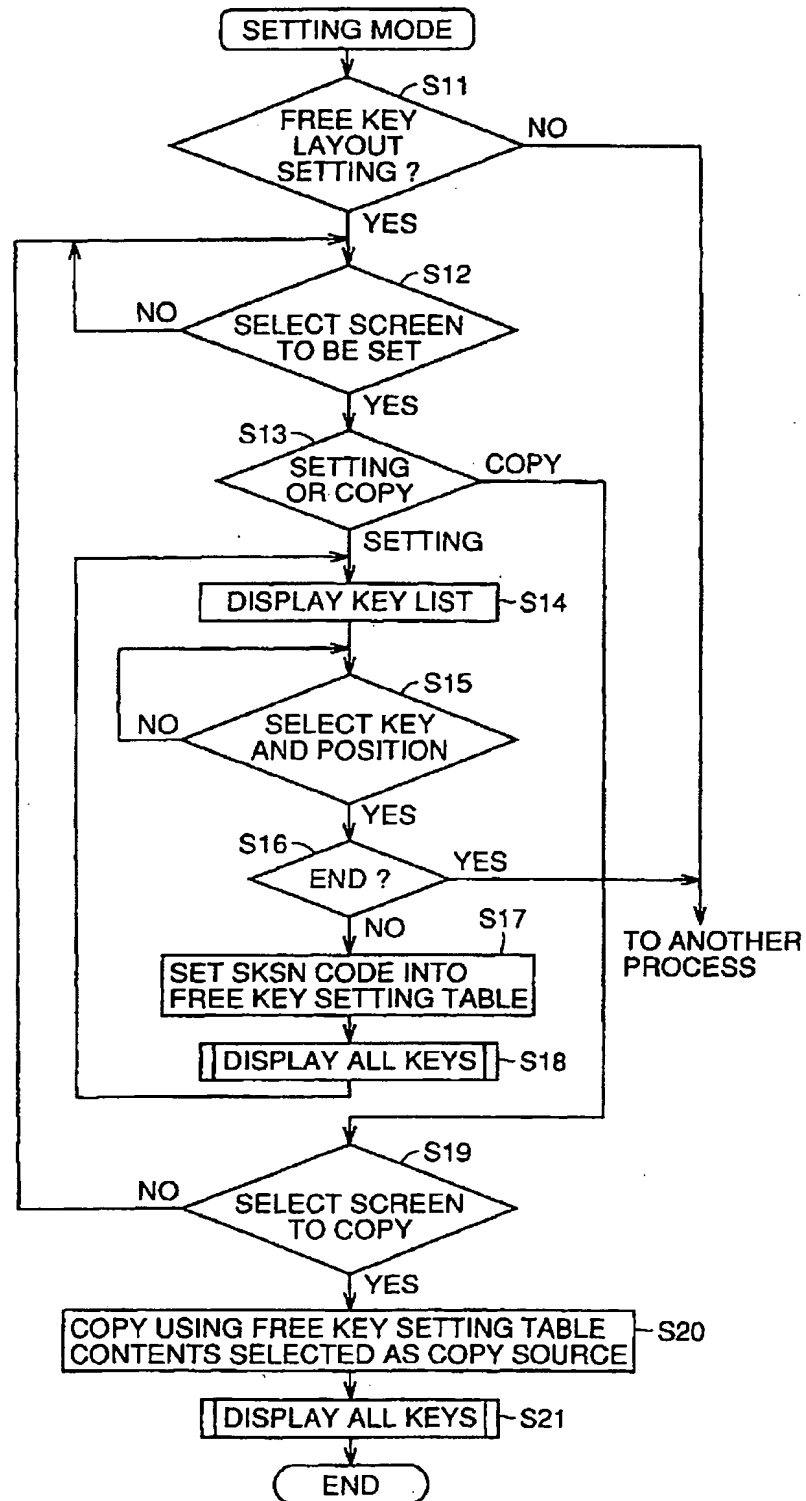 SETTING MODE
S11
FREE KEY
LAYOUT
SETTING ?
NO
YES
S12
NO
SELECT SCREEN
TO BE SET
YES
S13
SETTING
OR COPY
COPY
SETTING
DISPLAY KEY LIST
S14
S15
NO
SELECT KEY
AND POSITION
YES
S16
END ?
YES
NO
S17
TO ANOTHER
PROCESS
SET SKSN CODE INTO
FREE KEY SETTING TABLE
DISPLAY ALL KEYS
S18
S19
NO
SELECT SCREEN
TO COPY
YES
COPY USING FREE KEY SETTING TABLE
CONTENTS SELECTED AS COPY SOURCE
S20
DISPLAY ALL KEYS
S21
END